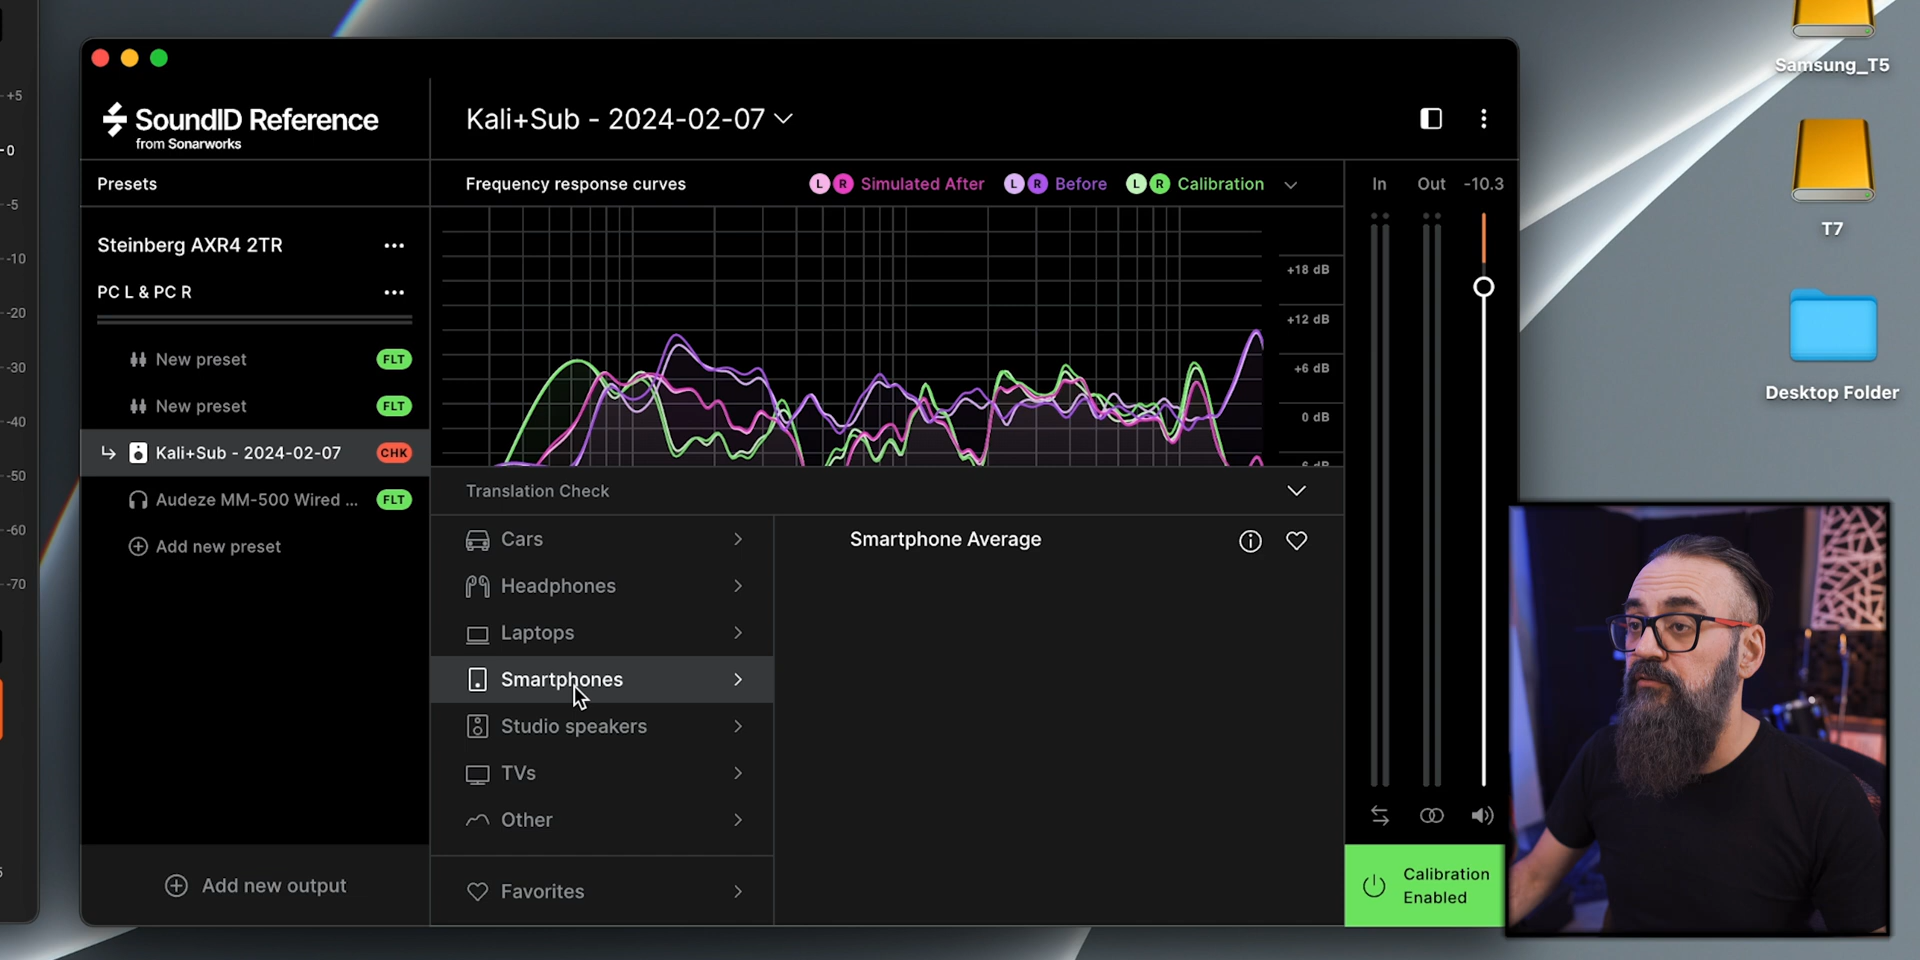 +5
-0
-5
-10
-20
-30
-40
-50
-60
-70
SoundID Reference
from Sonarworks
Kali+Sub - 2024-02-07
Presets
Frequency response curves
L R Simulated After
L R Before
L R Calibration
In
Out
-10.3
Steinberg AXR4 2TR
PC L & PC R
New preset FLT
New preset FLT
Kali+Sub - 2024-02-07 CHK
Audeze MM-500 Wired ... FLT
Add new preset
Add new output
+18 dB
+12 dB
+6 dB
0 dB
Translation Check
Cars
Headphones
Laptops
Smartphones
Studio speakers
TVs
Other
Favorites
Smartphone Average
Calibration
Enabled
Samsung_T5
T7
Desktop Folder